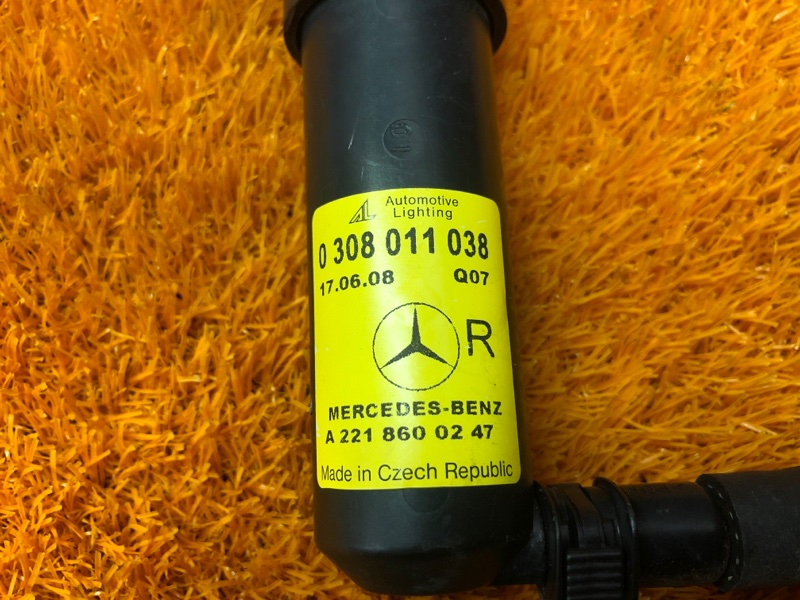 AL Automotive
Lighting
0 308 011 038
17.06.08 Q07
R
MERCEDES-BENZ
A 221 860 02 47
Made in Czech Republic